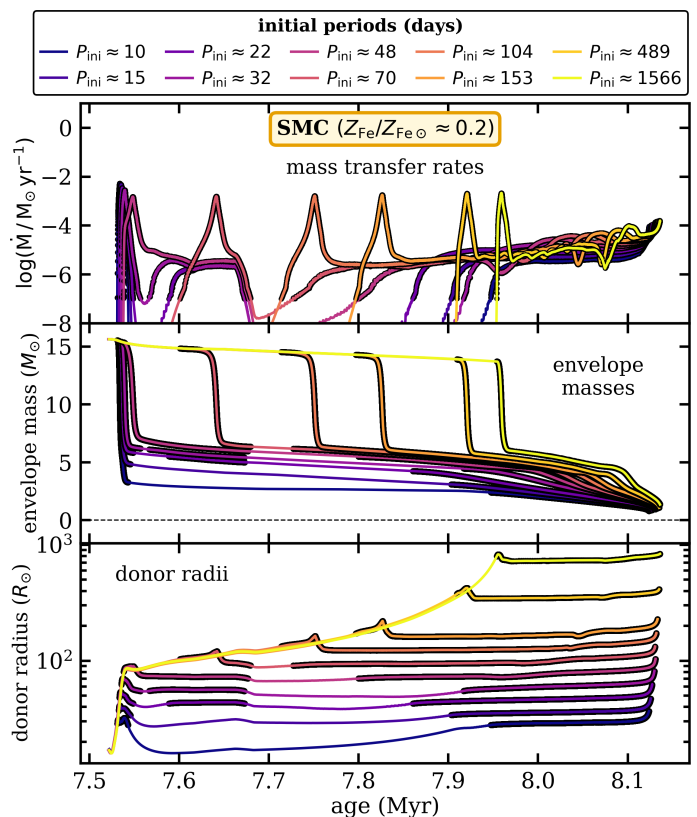 initial periods (days)
P_ini ≈ 10 P_ini ≈ 22 P_ini ≈ 48 P_ini ≈ 104 P_ini ≈ 489
P_ini ≈ 15 P_ini ≈ 32 P_ini ≈ 70 P_ini ≈ 153 P_ini ≈ 1566
SMC (Z_Fe/Z_Fe⊙ ≈ 0.2)
mass transfer rates
log(Ṁ / M⊙ yr⁻¹)
0
−2
−4
−6
−8
envelope mass (M⊙)
15
10
5
0
envelope
masses
donor radius (R⊙)
10³
10²
donor radii
7.5 7.6 7.7 7.8 7.9 8.0 8.1
age (Myr)